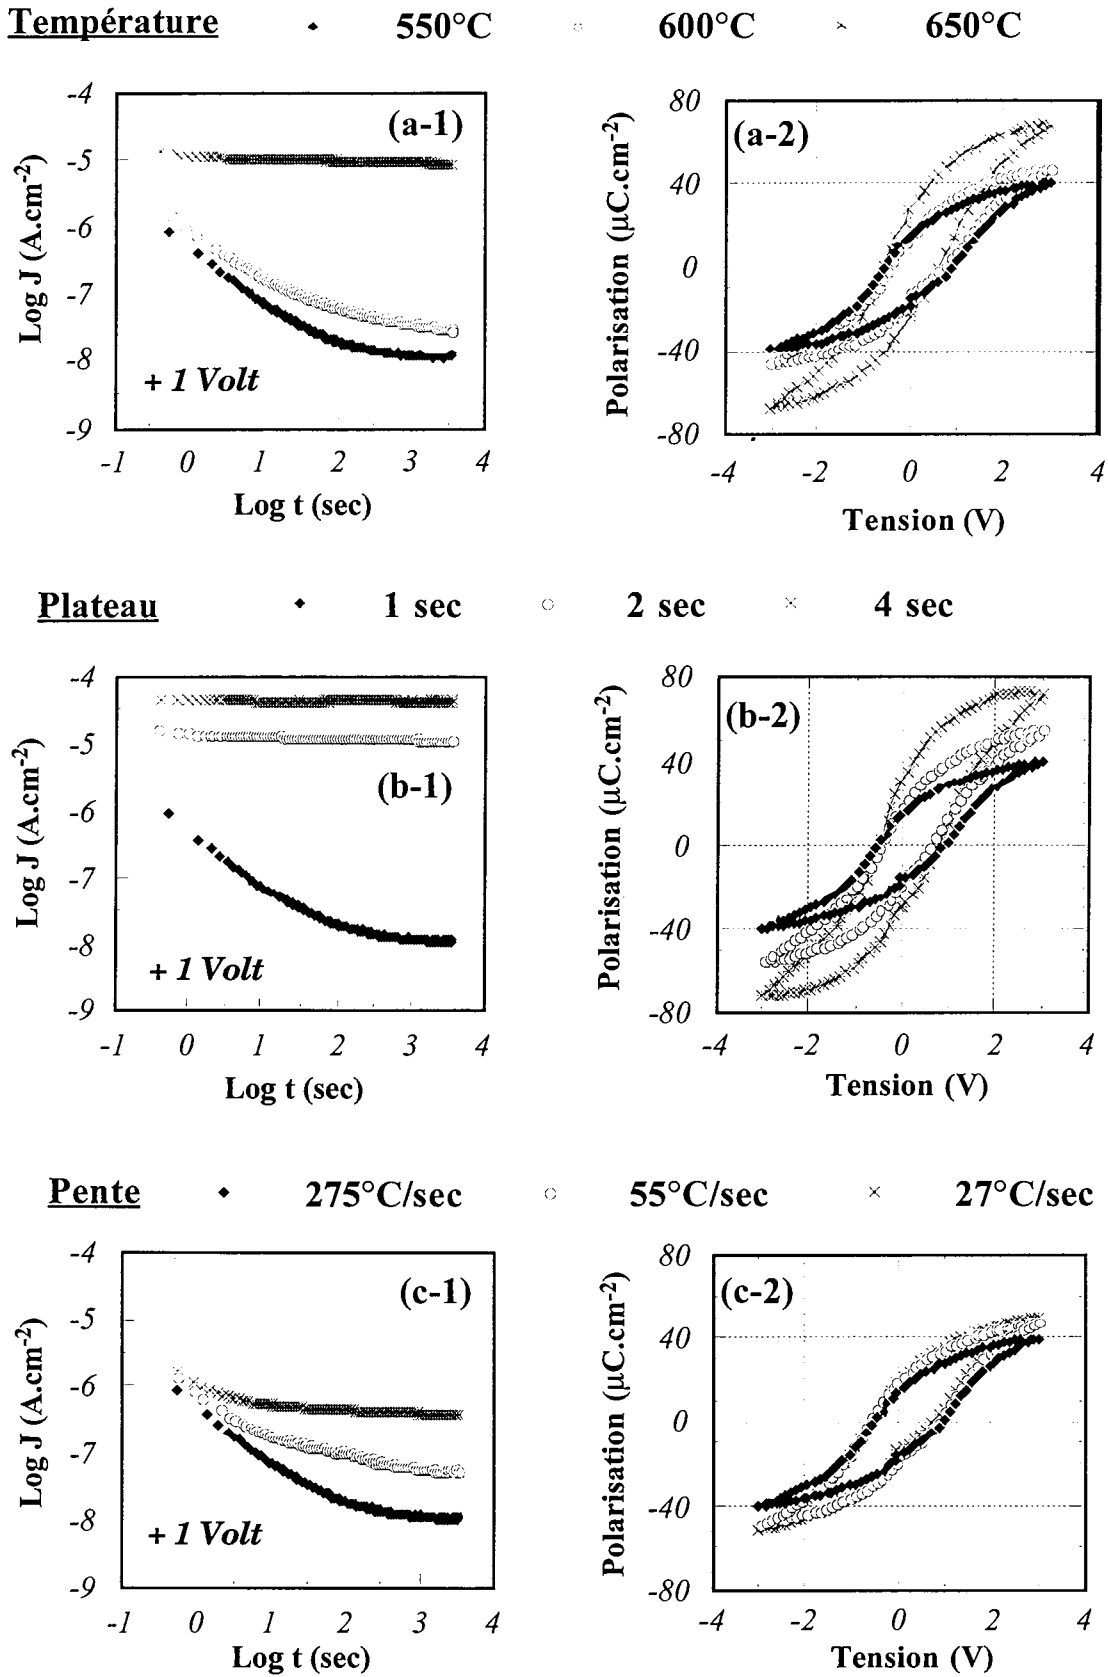 Température 550°C 600°C 650°C
-4
-5
-6
-7
-8
-9
Log J (A.cm-2)
(a-1)
+ 1 Volt
-1 0 1 2 3 4
Log t (sec)
80
40
0
-40
-80
Polarisation (µC.cm-2)
(a-2)
-4 -2 0 2 4
Tension (V)
Plateau 1 sec 2 sec 4 sec
-4
-5
-6
-7
-8
-9
Log J (A.cm-2)
(b-1)
+ 1 Volt
-1 0 1 2 3 4
Log t (sec)
80
40
0
-40
-80
Polarisation (µC.cm-2)
(b-2)
-4 -2 0 2 4
Tension (V)
Pente 275°C/sec 55°C/sec 27°C/sec
-4
-5
-6
-7
-8
-9
Log J (A.cm-2)
(c-1)
+ 1 Volt
-1 0 1 2 3 4
Log t (sec)
80
40
0
-40
-80
Polarisation (µC.cm-2)
(c-2)
-4 -2 0 2 4
Tension (V)